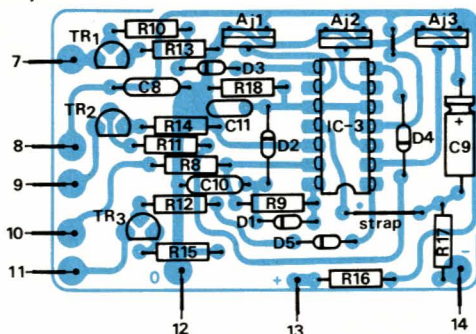 R10 Aj1 Aj2 Aj3
TR1 R13
7
D3
C8 R18
TR2 C11 IC-3 D4
R14
+
8 R11 D2 C9
R8
9 C10
TR3 R12 R9
10 D1 strap
R15 D5 R17
11
0 + R16 -
12 13 14